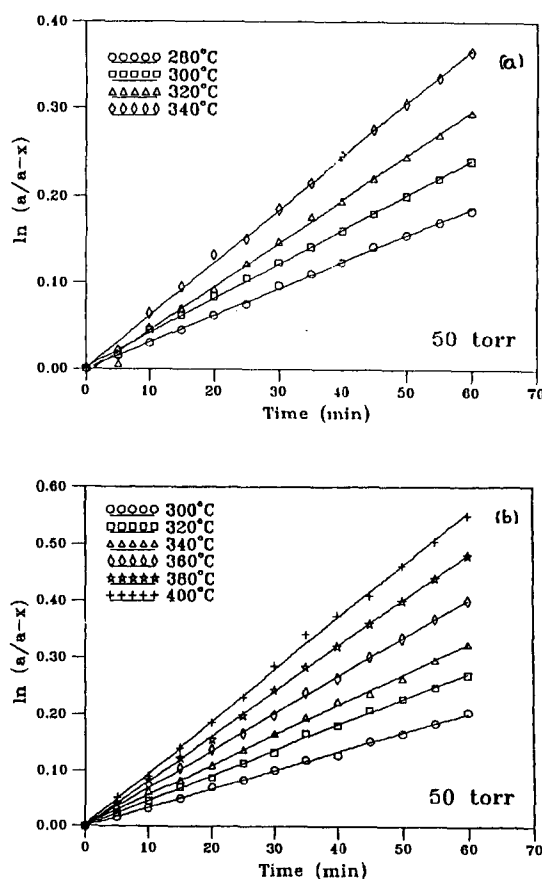 0.40
(a)
○○○○○ 280°C
□□□□□ 300°C
△△△△△ 320°C
◇◇◇◇◇ 340°C
0.30
0.20
0.10
0.00
ln (a/a-x)
50 torr
0 10 20 30 40 50 60 70
Time (min)
0.60
(b)
○○○○○ 300°C
□□□□□ 320°C
△△△△△ 340°C
◇◇◇◇◇ 360°C
☆☆☆☆☆ 380°C
+++++ 400°C
0.50
0.40
0.30
0.20
0.10
0.00
ln (a/a-x)
50 torr
0 10 20 30 40 50 60 70
Time (min)